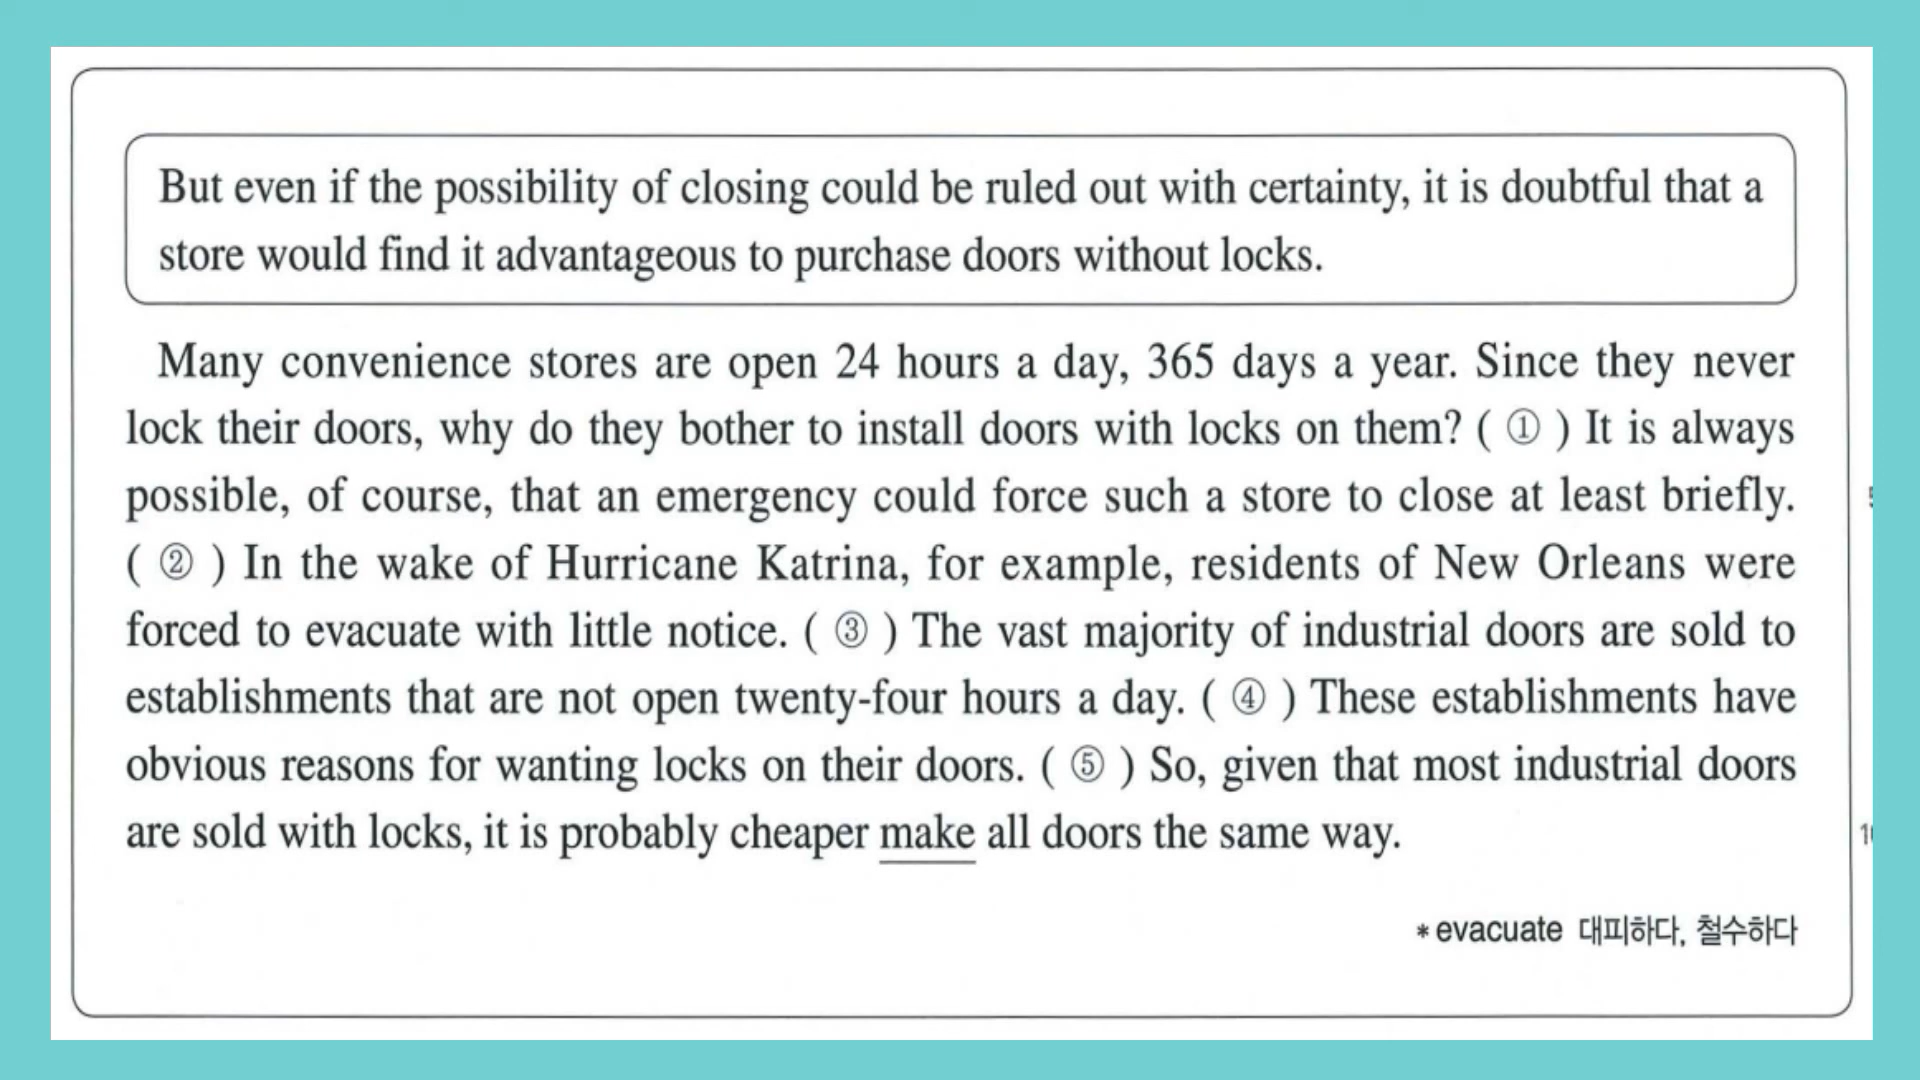 But even if the possibility of closing could be ruled out with certainty, it is doubtful that a
store would find it advantageous to purchase doors without locks.
Many convenience stores are open 24 hours a day, 365 days a year. Since they never
lock their doors, why do they bother to install doors with locks on them? ( ① ) It is always
possible, of course, that an emergency could force such a store to close at least briefly.
( ② ) In the wake of Hurricane Katrina, for example, residents of New Orleans were
forced to evacuate with little notice. ( ③ ) The vast majority of industrial doors are sold to
establishments that are not open twenty-four hours a day. ( ④ ) These establishments have
obvious reasons for wanting locks on their doors. ( ⑤ ) So, given that most industrial doors
are sold with locks, it is probably cheaper make all doors the same way.
* evacuate 대피하다, 철수하다